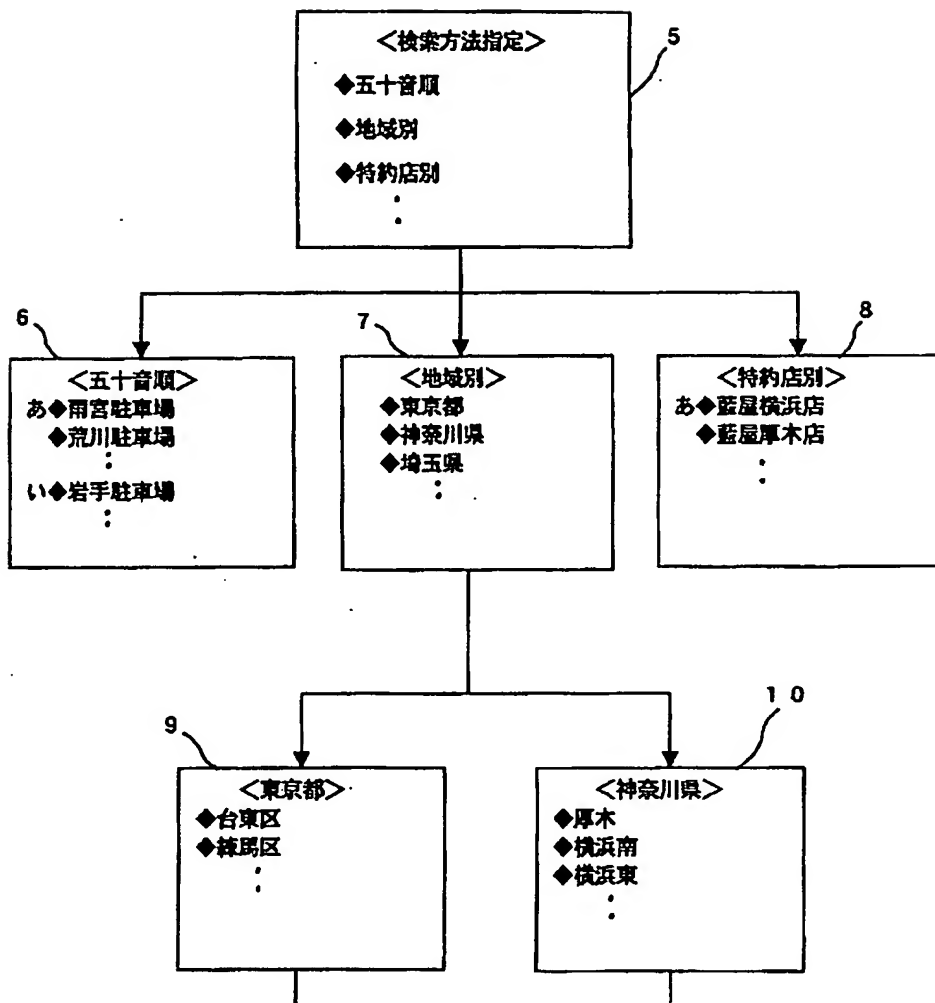 <検索方法指定>
5
◆五十音順
◆地域別
◆特約店別
6
7
8
<五十音順>
あ◆雨宮駐車場
◆荒川駐車場
い◆岩手駐車場
<地域別>
◆東京都
◆神奈川県
◆埼玉県
<特約店別>
あ◆藍屋横浜店
◆藍屋厚木店
9
10
<東京都>
◆台東区
◆練馬区
<神奈川県>
◆厚木
◆横浜南
◆横浜東